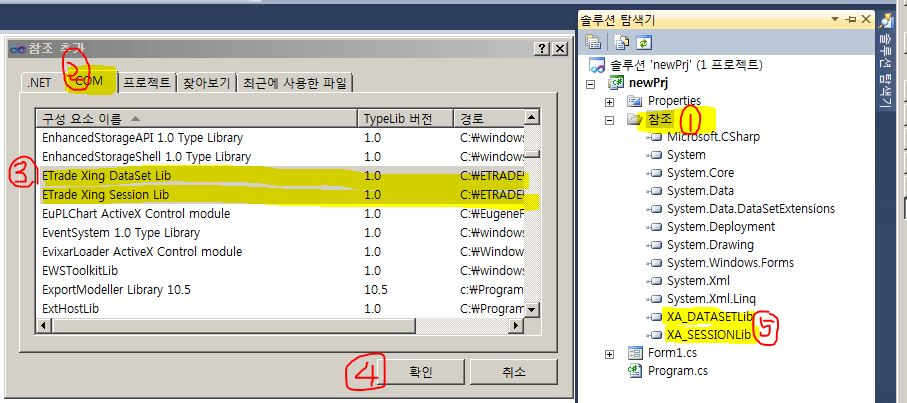 참조 추가
.NET
② COM
프로젝트
찾아보기
최근에 사용한 파일
구성 요소 이름 TypeLib 버전 경로
EnhancedStorageAPI 1.0 Type Library 1.0 C:₩windows
EnhancedStorageShell 1.0 Type Library 1.0 C:₩windows
③ ETrade Xing DataSet Lib 1.0 C:₩ETRADE
ETrade Xing Session Lib 1.0 C:₩ETRADE
EuPLChart ActiveX Control module 1.0 C:₩EugeneF
EventSystem 1.0 Type Library 1.0 C:₩Window
EvixarLoader ActiveX Control module 1.0 C:₩Window
EWSToolkitLib 1.0 C:₩window
ExportModeller Library 10.5 10.5 c:₩Program
ExtHostLib 1.0 C:₩Program
④ 확인 취소
솔루션 탐색기
솔루션 'newPrj' (1 프로젝트)
newPrj
Properties
참조 ①
Microsoft.CSharp
System
System.Core
System.Data
System.Data.DataSetExtensions
System.Deployment
System.Drawing
System.Windows.Forms
System.Xml
System.Xml.Linq
XA_DATASETLib
XA_SESSIONLib ⑤
Form1.cs
Program.cs
솔루션 탐색기